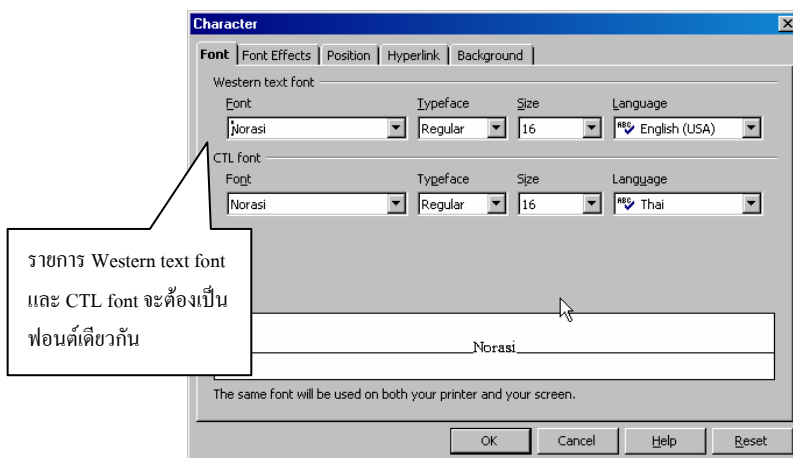 Character
Font Font Effects Position Hyperlink Background
Western text font
Font Typeface Size Language
Norasi Regular 16 English (USA)
CTL font
Font Typeface Size Language
Norasi Regular 16 Thai
รายการ Western text font
และ CTL font จะต้องเป็น
ฟอนต์เดียวกัน
Norasi
The same font will be used on both your printer and your screen.
OK Cancel Help Reset